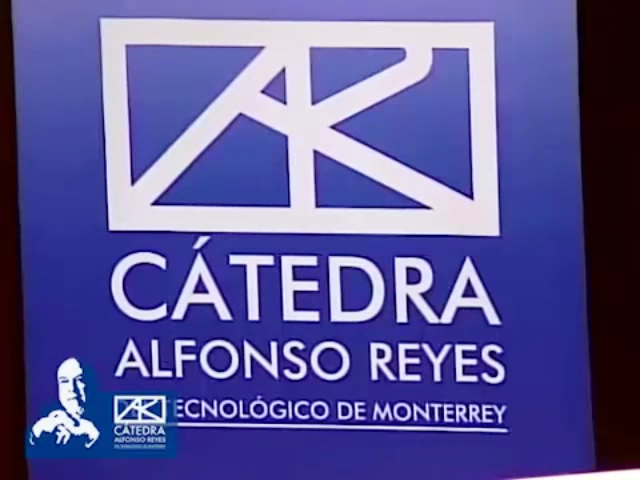 AR
CÁTEDRA
ALFONSO REYES
TECNOLÓGICO DE MONTERREY
AR
CÁTEDRA
ALFONSO REYES